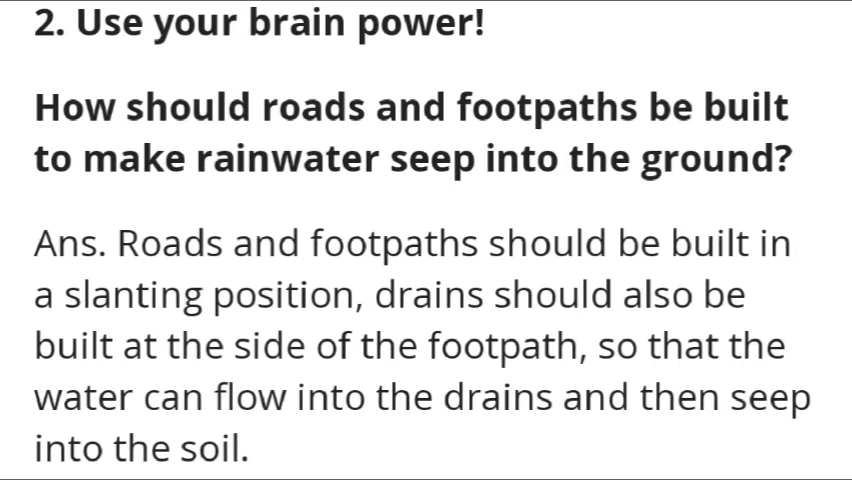 2. Use your brain power!
How should roads and footpaths be built
to make rainwater seep into the ground?
Ans. Roads and footpaths should be built in
a slanting position, drains should also be
built at the side of the footpath, so that the
water can flow into the drains and then seep
into the soil.